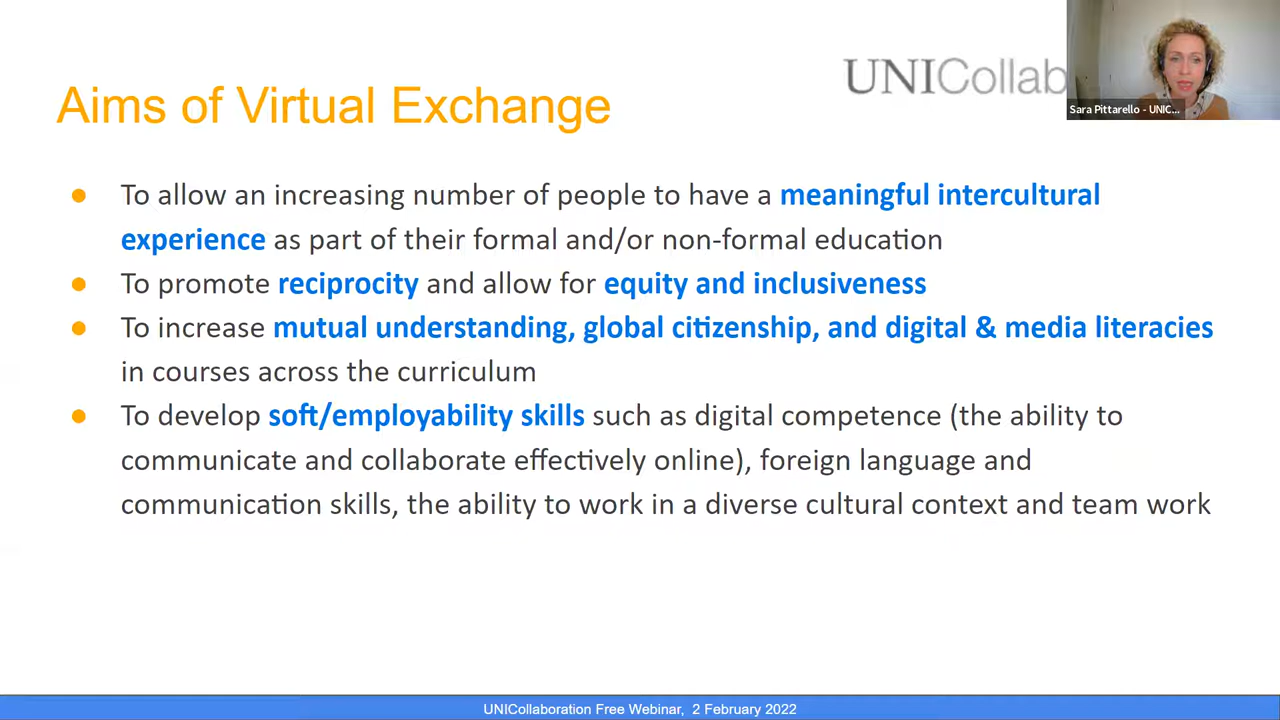 UNICollab
Sara Pittarello - UNIC...
Aims of Virtual Exchange
● To allow an increasing number of people to have a meaningful intercultural
experience as part of their formal and/or non-formal education
● To promote reciprocity and allow for equity and inclusiveness
● To increase mutual understanding, global citizenship, and digital & media literacies
in courses across the curriculum
● To develop soft/employability skills such as digital competence (the ability to
communicate and collaborate effectively online), foreign language and
communication skills, the ability to work in a diverse cultural context and team work
UNICollaboration Free Webinar, 2 February 2022